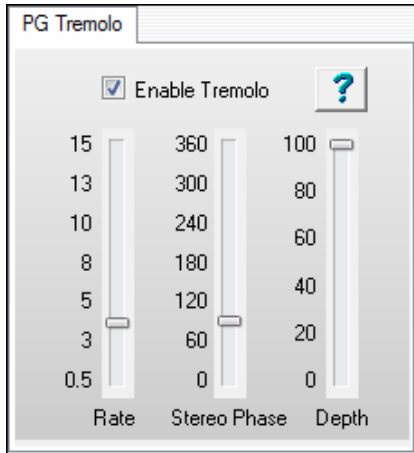 PG Tremolo
Enable Tremolo ?
15 360 100
13 300 80
10 240 60
8 180
5 120 40
3 60 20
0.5 0 0
Rate Stereo Phase Depth